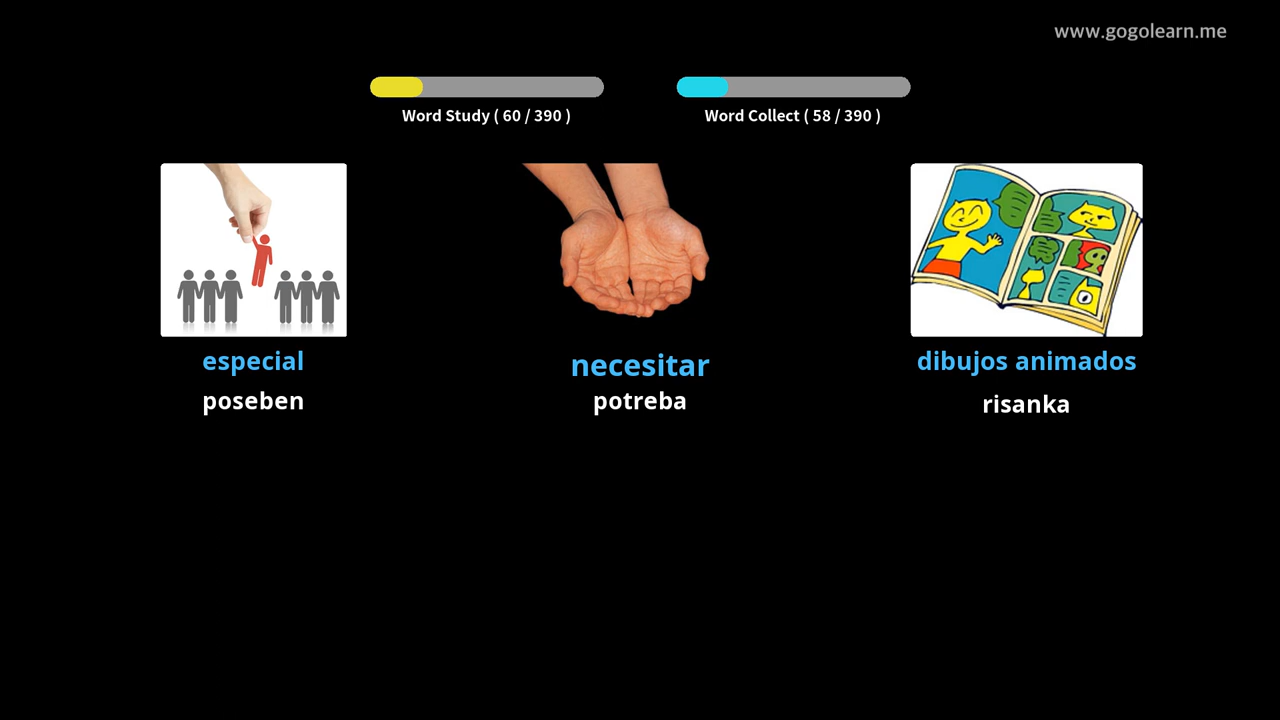 www.gogolearn.me
Word Study ( 60 / 390 )
Word Collect ( 58 / 390 )
especial
necesitar
dibujos animados
poseben
potreba
risanka